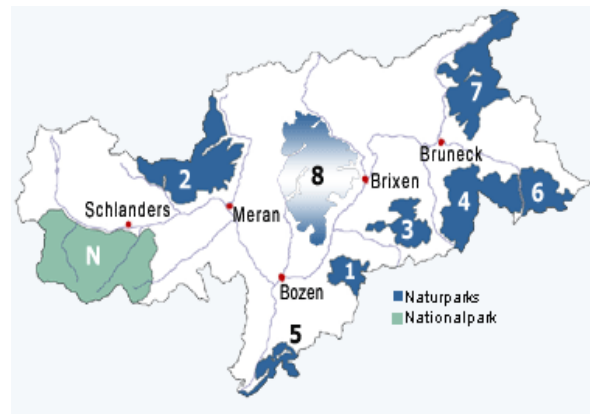 7
Bruneck
2
8
Brixen
6
4
Schlanders
Meran
3
N
1
Bozen
Naturparks
5
Nationalpark